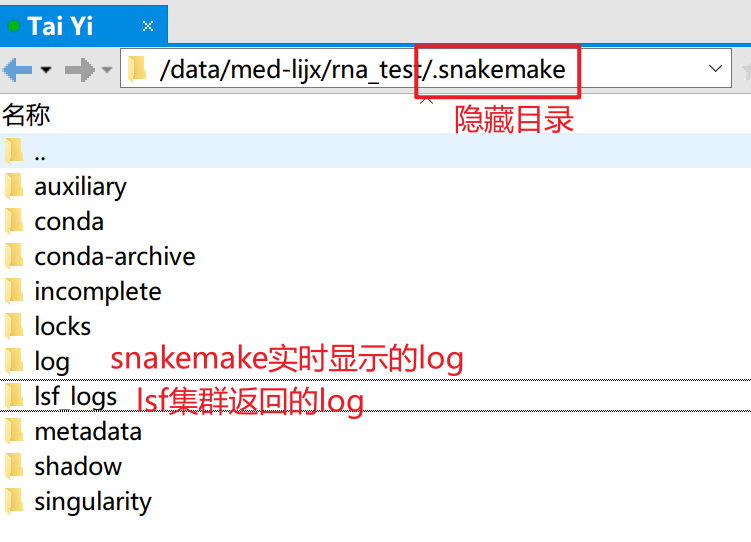 Tai Yi
/data/med-lijx/rna_test/.snakemake
隐藏目录
名称
..
auxiliary
conda
conda-archive
incomplete
locks
log snakemake实时显示的log
lsf_logs lsf集群返回的log
metadata
shadow
singularity